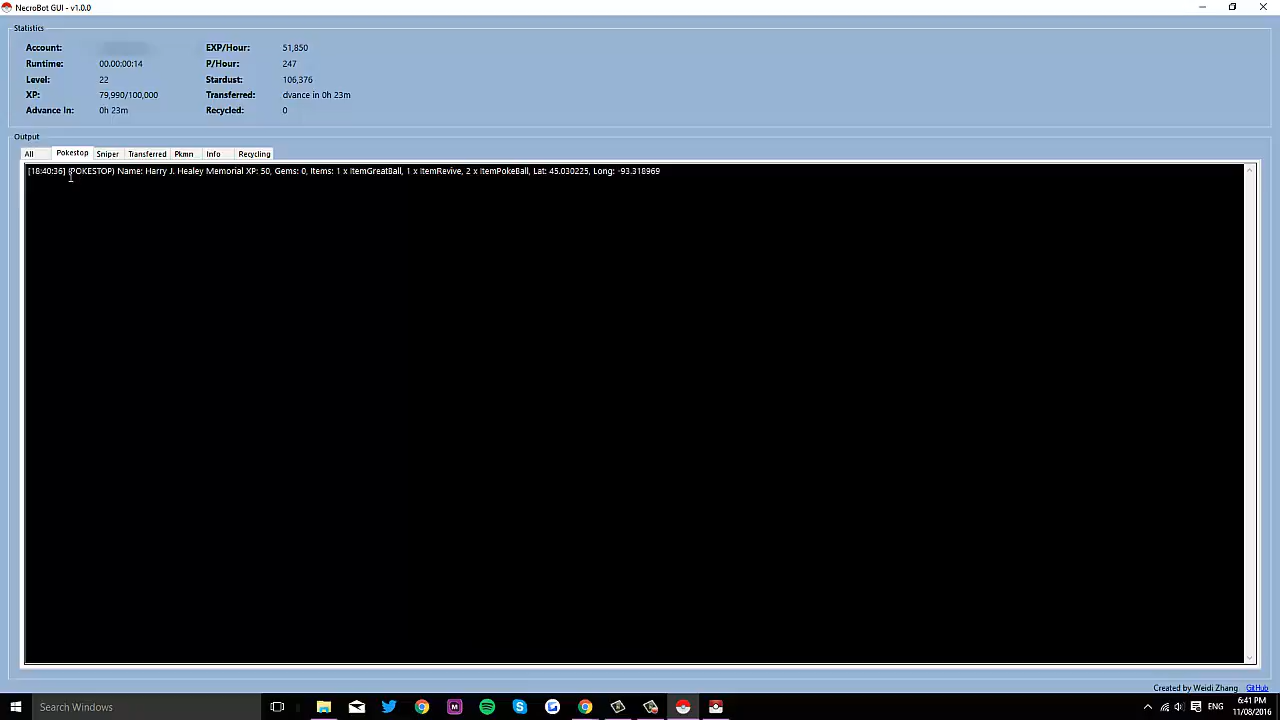 NecroBot GUI - v1.0.0
Statistics
Account: EXP/Hour: 51,850
Runtime: 00.00:00:14 P/Hour: 247
Level: 22 Stardust: 106,376
XP: 79,990/100,000 Transferred: dvance in 0h 23m
Advance In: 0h 23m Recycled: 0
Output
All Pokestop Sniper Transferred Pkmn Info Recycling
[18:40:36] (POKESTOP) Name: Harry J. Healey Memorial XP: 50, Gems: 0, Items: 1 x ItemGreatBall, 1 x ItemRevive, 2 x ItemPokeBall, Lat: 45.030225, Long: -93.318969
Created by Weidi Zhang GitHub
Search Windows
ENG
6:41 PM
11/08/2016